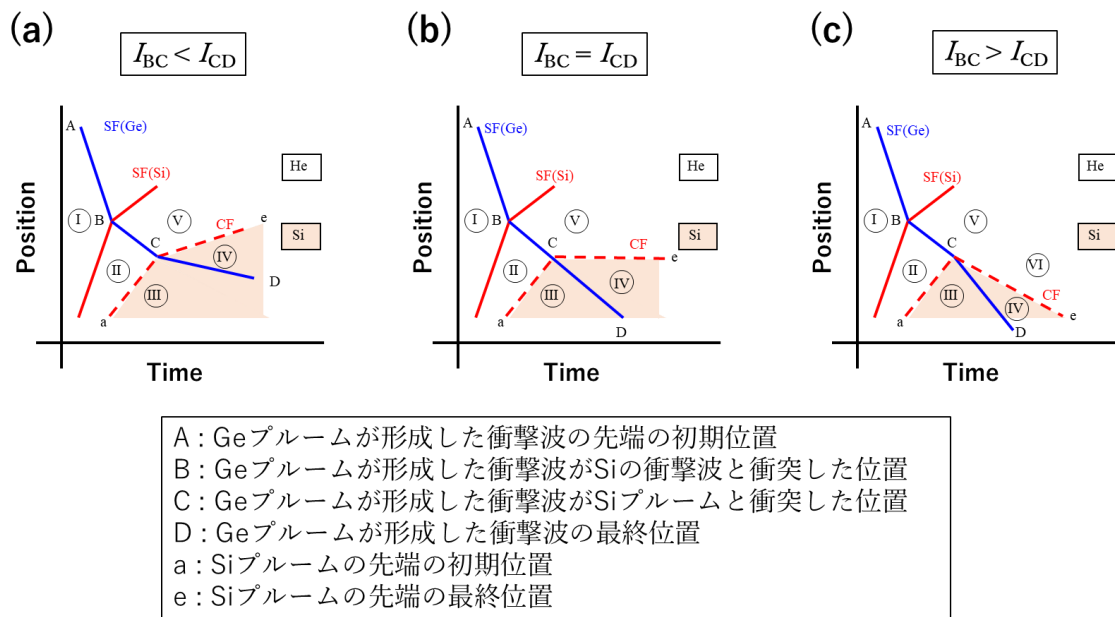 (a)
I_BC < I_CD
Position
A
SF(Ge)
SF(Si)
He
I
B
V
CF
e
Si
C
IV
II
D
III
a
Time
(b)
I_BC = I_CD
Position
A
SF(Ge)
SF(Si)
He
I
B
V
Si
C
CF
e
II
IV
III
a
D
Time
(c)
I_BC > I_CD
Position
A
SF(Ge)
He
SF(Si)
I
B
V
Si
C
VI
II
III
CF
IV
a
D
e
Time
A : Geプルームが形成した衝撃波の先端の初期位置
B : Geプルームが形成した衝撃波がSiの衝撃波と衝突した位置
C : Geプルームが形成した衝撃波がSiプルームと衝突した位置
D : Geプルームが形成した衝撃波の最終位置
a : Siプルームの先端の初期位置
e : Siプルームの先端の最終位置